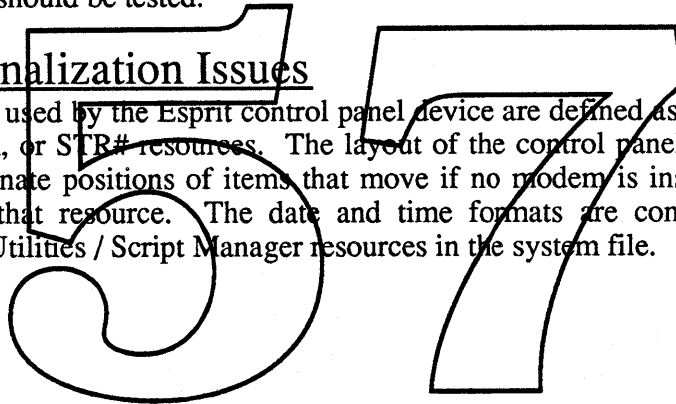 should be tested.
nalization Issues
used by the Esprit control panel device are defined as
, or STR# resources. The layout of the control panel
nate positions of items that move if no modem is ins
that resource. The date and time formats are con
Utilities / Script Manager resources in the system file.
57